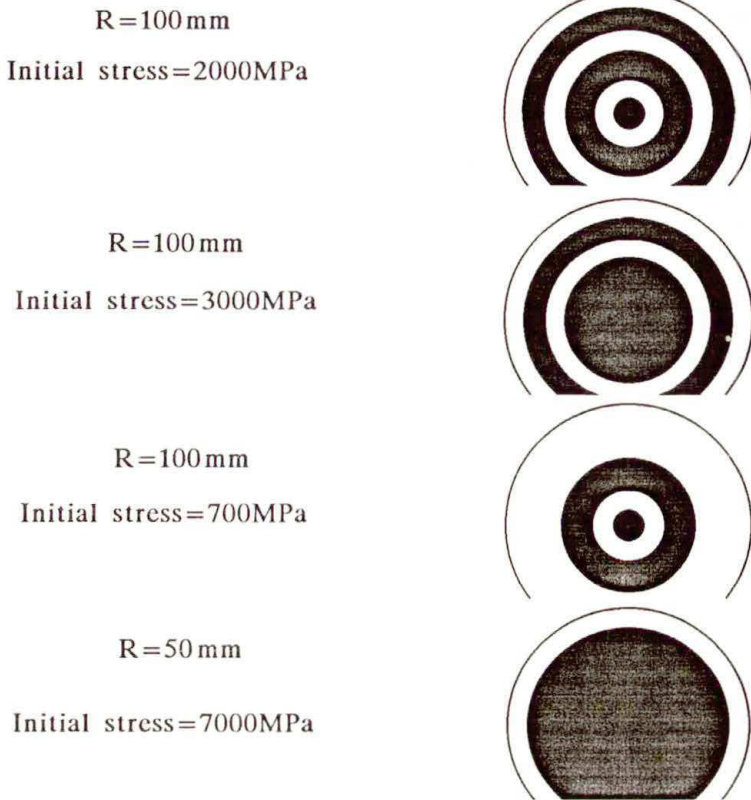 R=100mm
Initial stress=2000MPa
R=100mm
Initial stress=3000MPa
R=100mm
Initial stress=700MPa
R=50mm
Initial stress=7000MPa